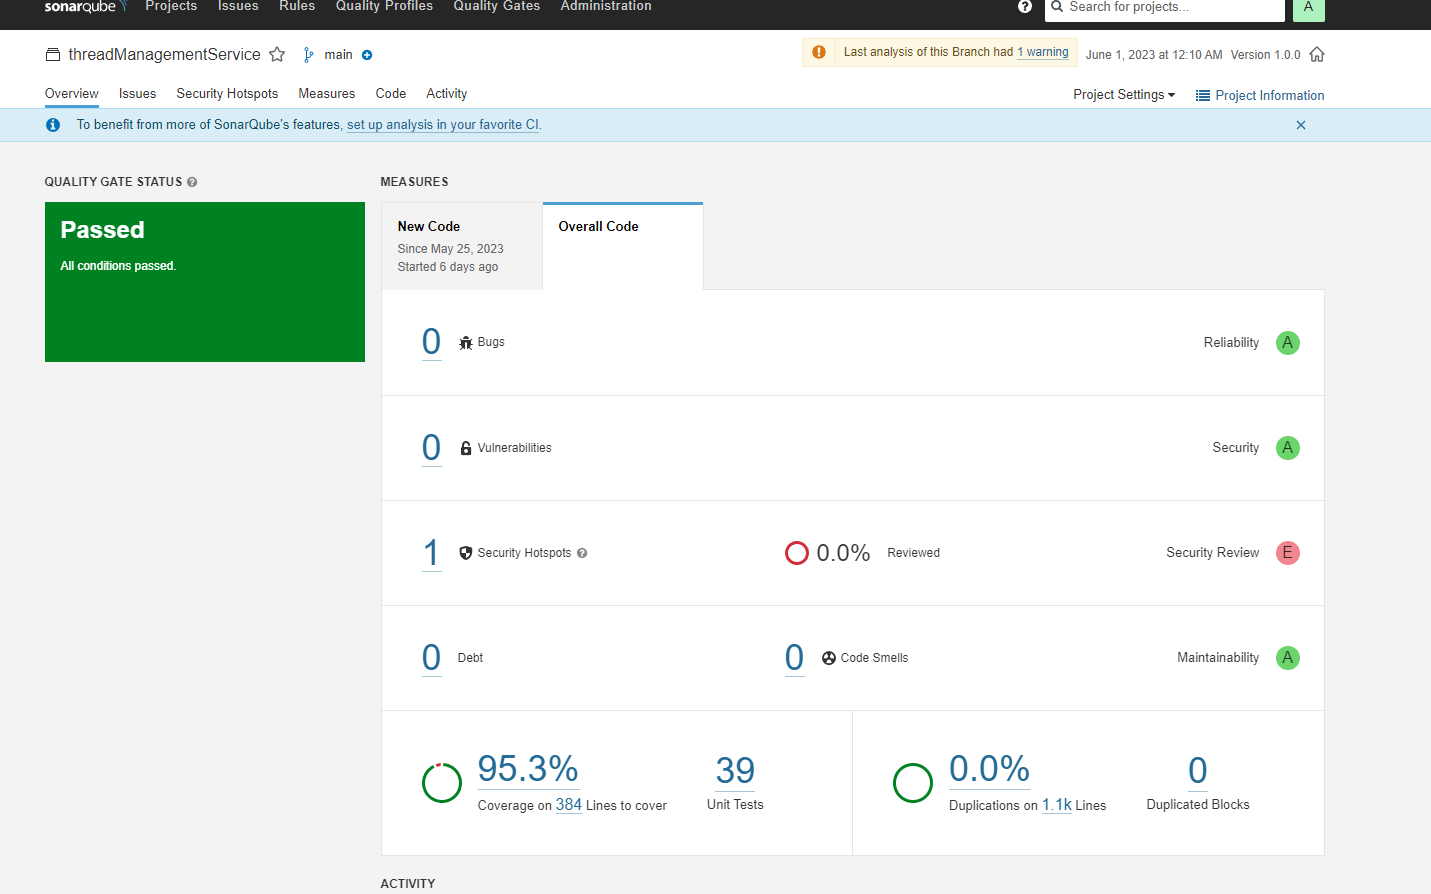 sonarqube Projects Issues Rules Quality Profiles Quality Gates Administration ? Search for projects... A
threadManagementService main Last analysis of this Branch had 1 warning June 1, 2023 at 12:10 AM Version 1.0.0
Overview Issues Security Hotspots Measures Code Activity Project Settings Project Information
To benefit from more of SonarQube's features, set up analysis in your favorite CI.
QUALITY GATE STATUS ?
Passed
All conditions passed.
MEASURES
New Code
Since May 25, 2023
Started 6 days ago
Overall Code
0 Bugs Reliability A
0 Vulnerabilities Security A
1 Security Hotspots ? 0.0% Reviewed Security Review E
0 Debt 0 Code Smells Maintainability A
95.3%
Coverage on 384 Lines to cover
39
Unit Tests
0.0%
Duplications on 1.1k Lines
0
Duplicated Blocks
ACTIVITY